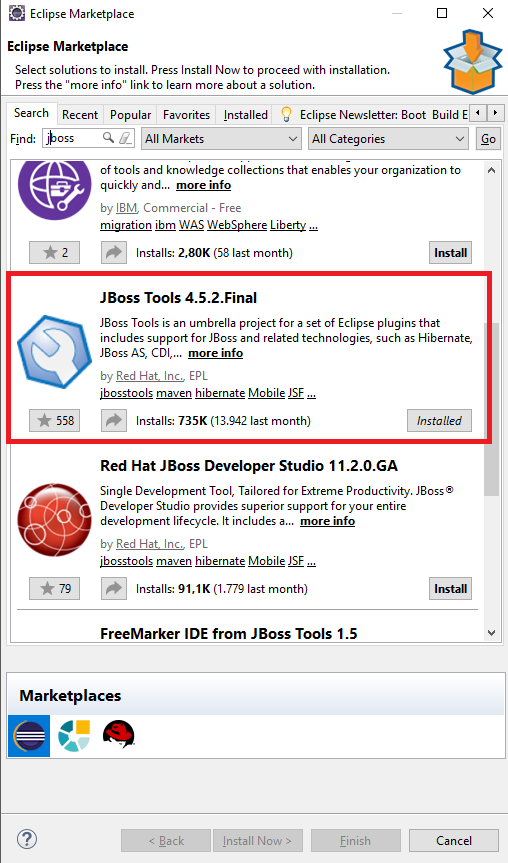 Eclipse Marketplace
Eclipse Marketplace
Select solutions to install. Press Install Now to proceed with installation.
Press the "more info" link to learn more about a solution.
Search Recent Popular Favorites Installed Eclipse Newsletter: Boot Build E
Find: jboss All Markets All Categories Go
of tools and knowledge collections that enables your organization to
quickly and... more info
by IBM, Commercial - Free
migration ibm WAS WebSphere Liberty ...
2 Installs: 2,80K (58 last month) Install
JBoss Tools 4.5.2.Final
JBoss Tools is an umbrella project for a set of Eclipse plugins that
includes support for JBoss and related technologies, such as Hibernate,
JBoss AS, CDI,... more info
by Red Hat, Inc., EPL
jbosstools maven hibernate Mobile JSF ...
558 Installs: 735K (13.942 last month) Installed
Red Hat JBoss Developer Studio 11.2.0.GA
Single Development Tool, Tailored for Extreme Productivity. JBoss®
Developer Studio provides superior support for your entire
development lifecycle. It includes a... more info
by Red Hat, Inc., EPL
jbosstools maven hibernate Mobile JSF ...
79 Installs: 91,1K (1.779 last month) Install
FreeMarker IDE from JBoss Tools 1.5
Marketplaces
? < Back Install Now > Finish Cancel